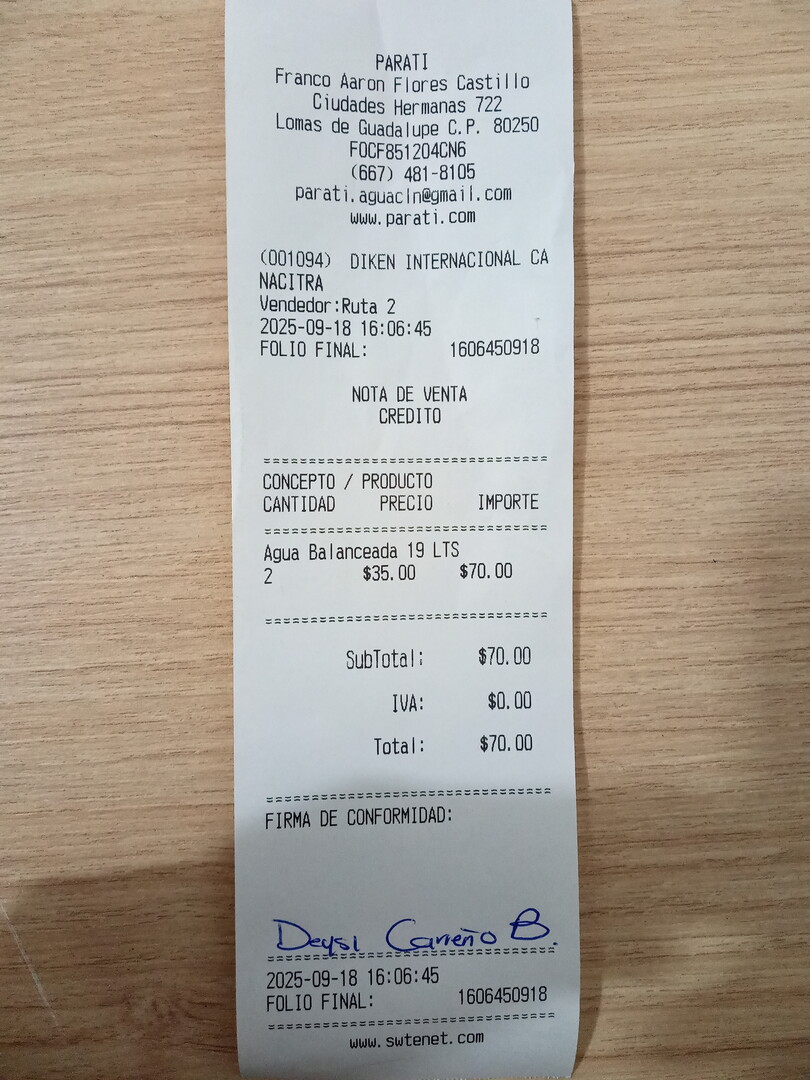 PARATI
Franco Aaron Flores Castillo
Ciudades Hermanas 722
Lomas de Guadalupe C.P. 80250
FOCF851204CN6
(667) 481-8105
parati.aguacln@gmail.com
www.parati.com
(001094) DIKEN INTERNACIONAL CA
NACITRA
Vendedor:Ruta 2
2025-09-18 16:06:45
FOLIO FINAL: 1606450918
NOTA DE VENTA
CREDITO
===============================
CONCEPTO / PRODUCTO
CANTIDAD PRECIO IMPORTE
===============================
Agua Balanceada 19 LTS
2 $35.00 $70.00
===============================
SubTotal: $70.00
IVA: $0.00
Total: $70.00
===============================
FIRMA DE CONFORMIDAD:
Deysi Carreño B.
===============================
2025-09-18 16:06:45
FOLIO FINAL: 1606450918
===============================
www.swtenet.com